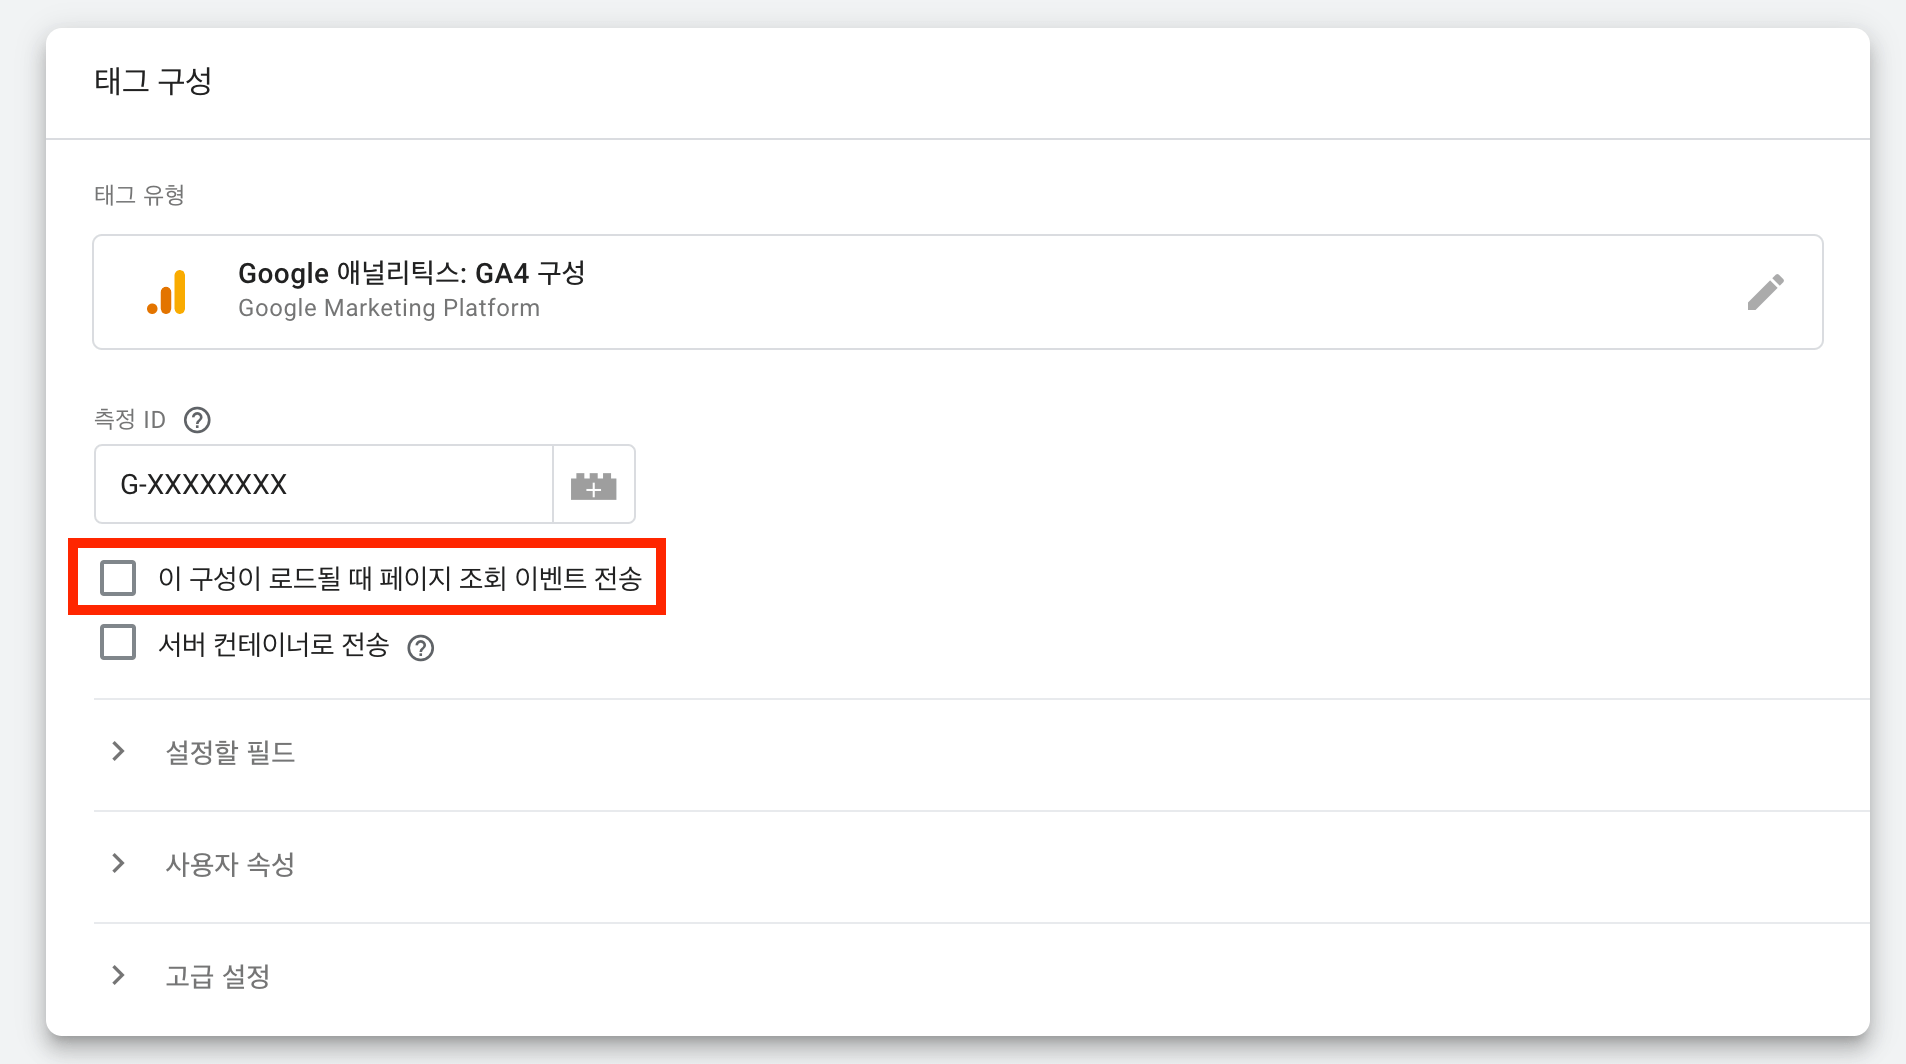 태그 구성
태그 유형
Google 애널리틱스: GA4 구성
Google Marketing Platform
측정 ID
G-XXXXXXXX
이 구성이 로드될 때 페이지 조회 이벤트 전송
서버 컨테이너로 전송
설정할 필드
사용자 속성
고급 설정